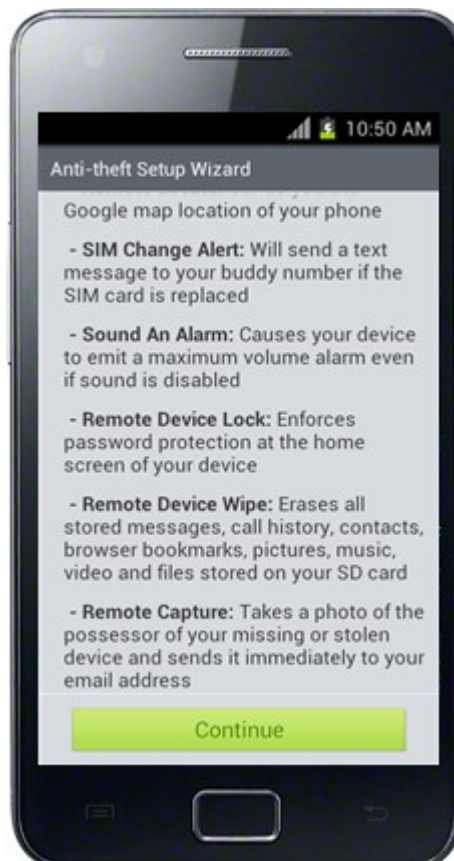 10:50 AM
Anti-theft Setup Wizard
Google map location of your phone
- SIM Change Alert: Will send a text
message to your buddy number if the
SIM card is replaced
- Sound An Alarm: Causes your device
to emit a maximum volume alarm even
if sound is disabled
- Remote Device Lock: Enforces
password protection at the home
screen of your device
- Remote Device Wipe: Erases all
stored messages, call history, contacts,
browser bookmarks, pictures, music,
video and files stored on your SD card
- Remote Capture: Takes a photo of the
possessor of your missing or stolen
device and sends it immediately to your
email address
Continue